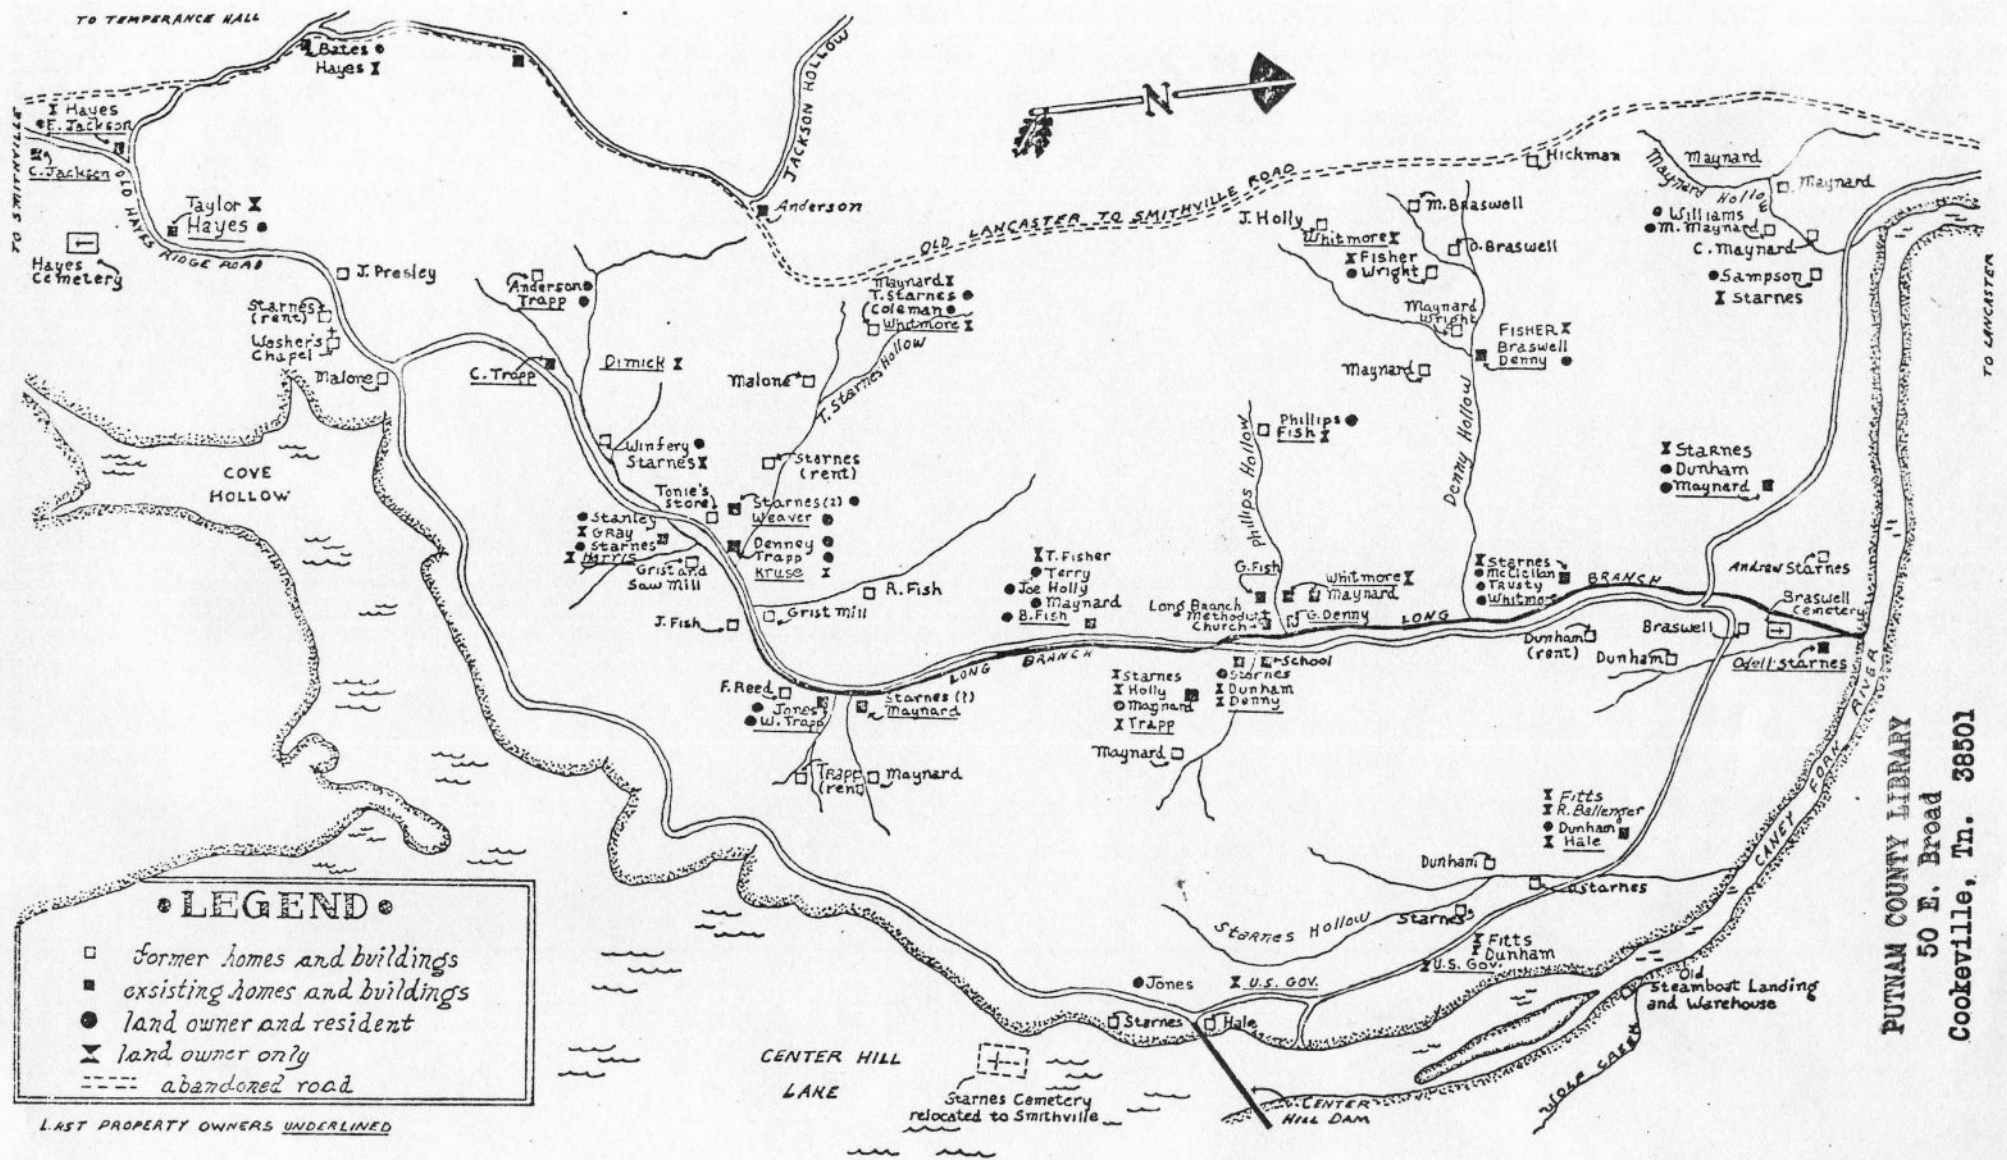 TO TEMPERANCE HALL
Bates
Hayes
Hayes
E. Jackson
C. Jackson
TO SMITHVILLE
OLD HAYES
RIDGE ROAD
Taylor
Hayes
Hayes
Cemetery
J. Presley
Starnes
(rent)
Washer's
Chapel
Malone
COVE
HOLLOW
JACKSON HOLLOW
Anderson
N
OLD LANCASTER TO SMITHVILLE ROAD
Anderson
Trapp
C. Trapp
Dimick
Winfery
Starnes
Maynard
T. Starnes
Coleman
Whitmore
T. Starnes Hollow
Malone
Starnes
(rent)
Tonie's
store
Starnes (2)
Weaver
Denney
Trapp
Kruse
Stanley
GRAY
Starnes
Harris
Grist and
Saw Mill
R. Fish
Grist Mill
J. Fish
F. Reed
Jones
W. Trapp
Starnes (?)
Maynard
Trapp
(rent)
Maynard
LONG BRANCH
T. Fisher
Terry
Joe Holly
Maynard
B. Fish
Hickman
J. Holly
Whitmore
Fisher
Wright
M. Braswell
O. Braswell
Maynard
Wright
FISHER
Braswell
Denny
Maynard
Denny Hollow
Phillips
Fish
Phillips Hollow
G. Fish
Whitmore
Maynard
Long Branch
Methodist
Church
G. Denny
LONG BRANCH
School
Starnes
Dunham
Denny
Starnes
Holly
Maynard
Trapp
Maynard
Starnes
McClellan
Trusty
Whitmore
Maynard
Maynard Hollow
Maynard
Williams
M. Maynard
C. Maynard
Sampson
Starnes
TO LANCASTER
Starnes
Dunham
Maynard
Andrew Starnes
Braswell
Cemetery
Braswell
Dunham
(rent)
Dunham
Odell Starnes
CANEY FORK RIVER
Fitts
R. Ballenger
Dunham
Hale
Dunham
Starnes
Starnes Hollow
Fitts
Dunham
U.S. Gov.
Jones
U.S. GOV.
Starnes
Hale
Old
Steamboat Landing
and Warehouse
WOLF CREEK
CENTER
HILL DAM
CENTER HILL
LAKE
Starnes Cemetery
relocated to Smithville
LEGEND
former homes and buildings
exsisting homes and buildings
land owner and resident
land owner only
abandoned road
LAST PROPERTY OWNERS UNDERLINED
PUTNAM COUNTY LIBRARY
50 E. Broad
Cookeville, Tn. 38501